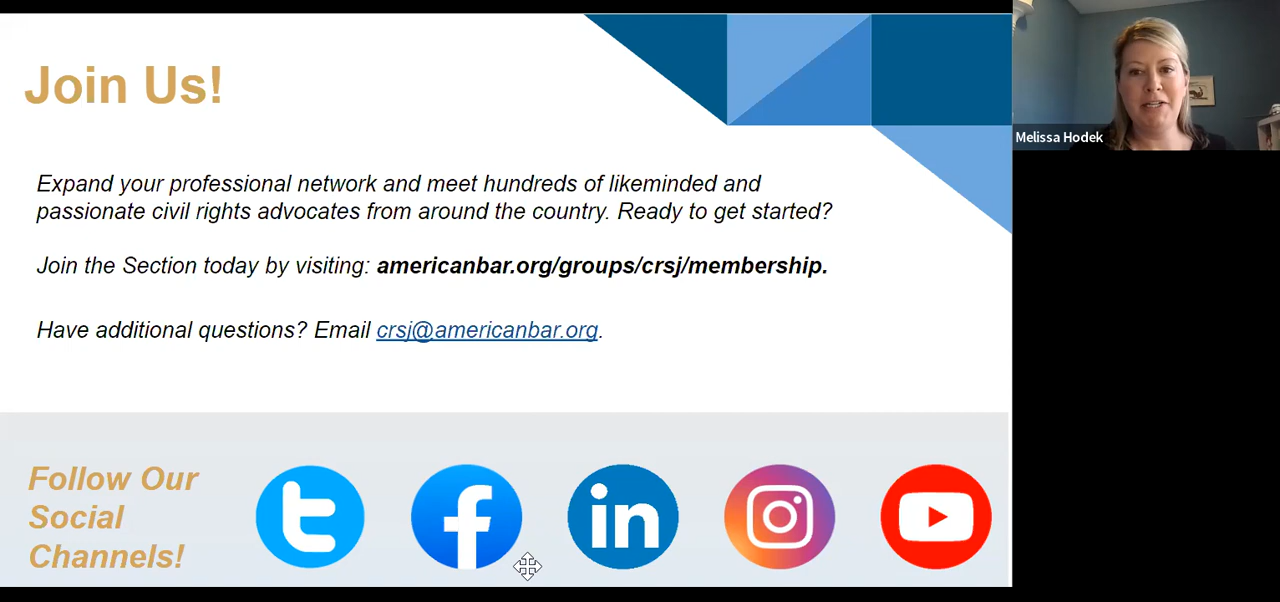 Join Us!
Melissa Hodek
Expand your professional network and meet hundreds of likeminded and
passionate civil rights advocates from around the country. Ready to get started?
Join the Section today by visiting: americanbar.org/groups/crsj/membership.
Have additional questions? Email crsj@americanbar.org.
Follow Our
Social
Channels!